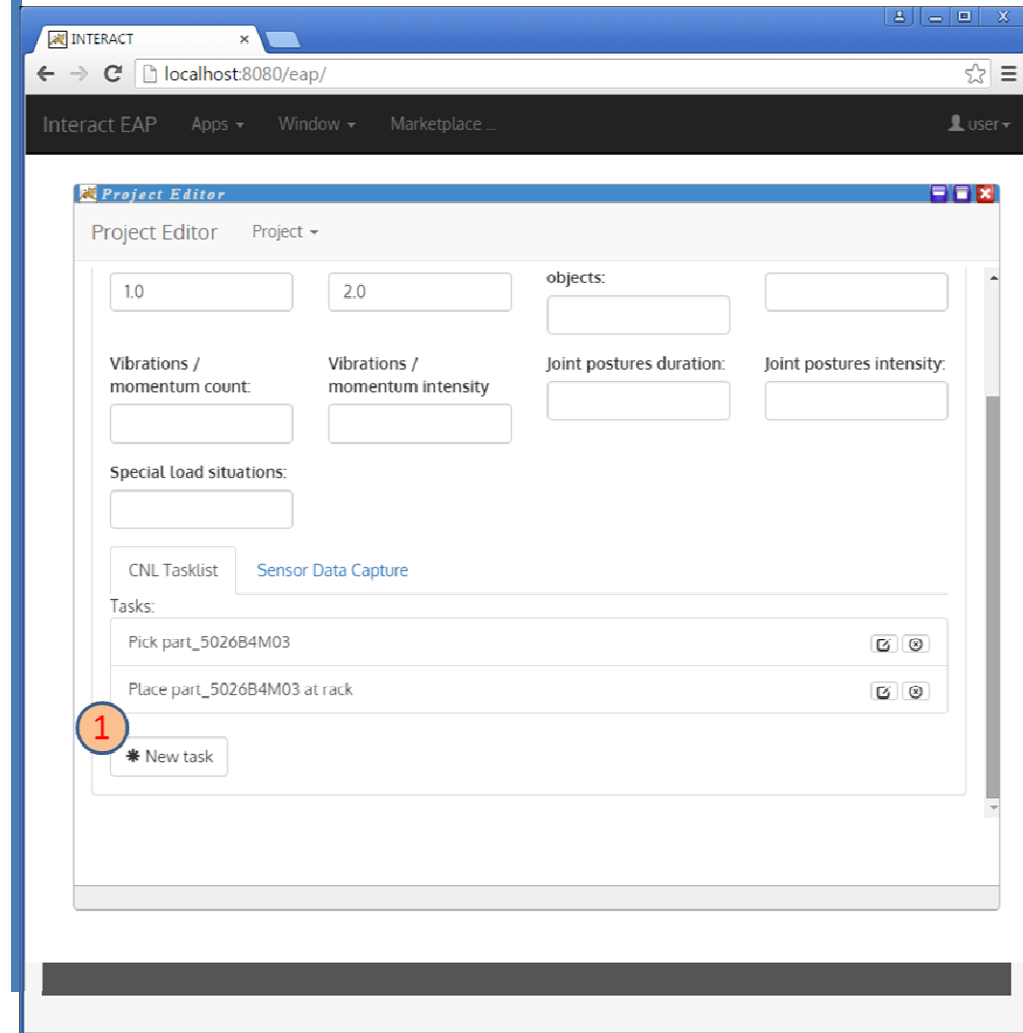 INTERACT
localhost:8080/eap/
Interact EAP Apps Window Marketplace ... user
Project Editor
Project Editor Project
1.0 2.0 objects:
Vibrations / momentum count:
Vibrations / momentum intensity
Joint postures duration:
Joint postures intensity:
Special load situations:
CNL Tasklist Sensor Data Capture
Tasks:
Pick part_5026B4M03
Place part_5026B4M03 at rack
1
New task